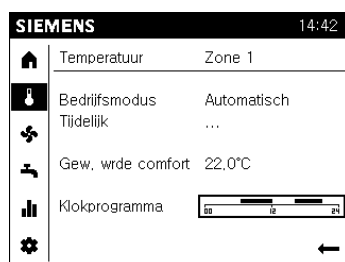 SIEMENS 14:42
Temperatuur Zone 1
Bedrijfsmodus Automatisch
Tijdelijk ...
Gew. wrde comfort 22,0°C
Klokprogramma
00 12 24